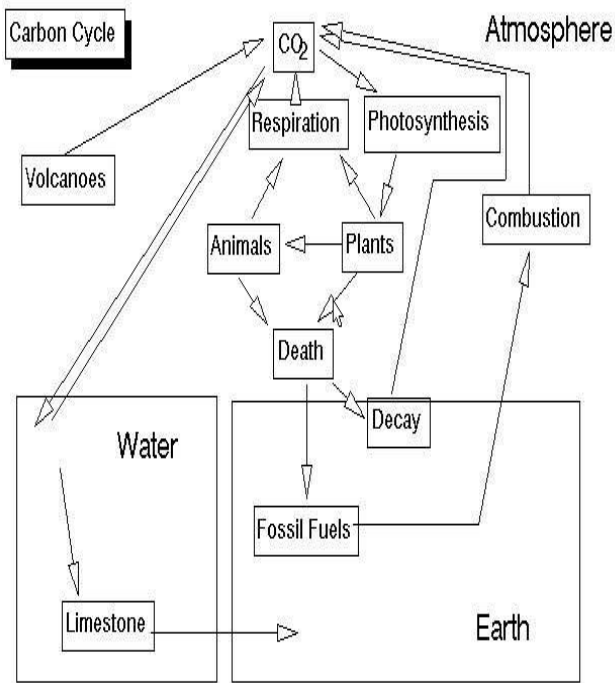 Carbon Cycle
Atmosphere
CO2
Respiration
Photosynthesis
Volcanoes
Combustion
Animals
Plants
Death
Decay
Water
Fossil Fuels
Limestone
Earth